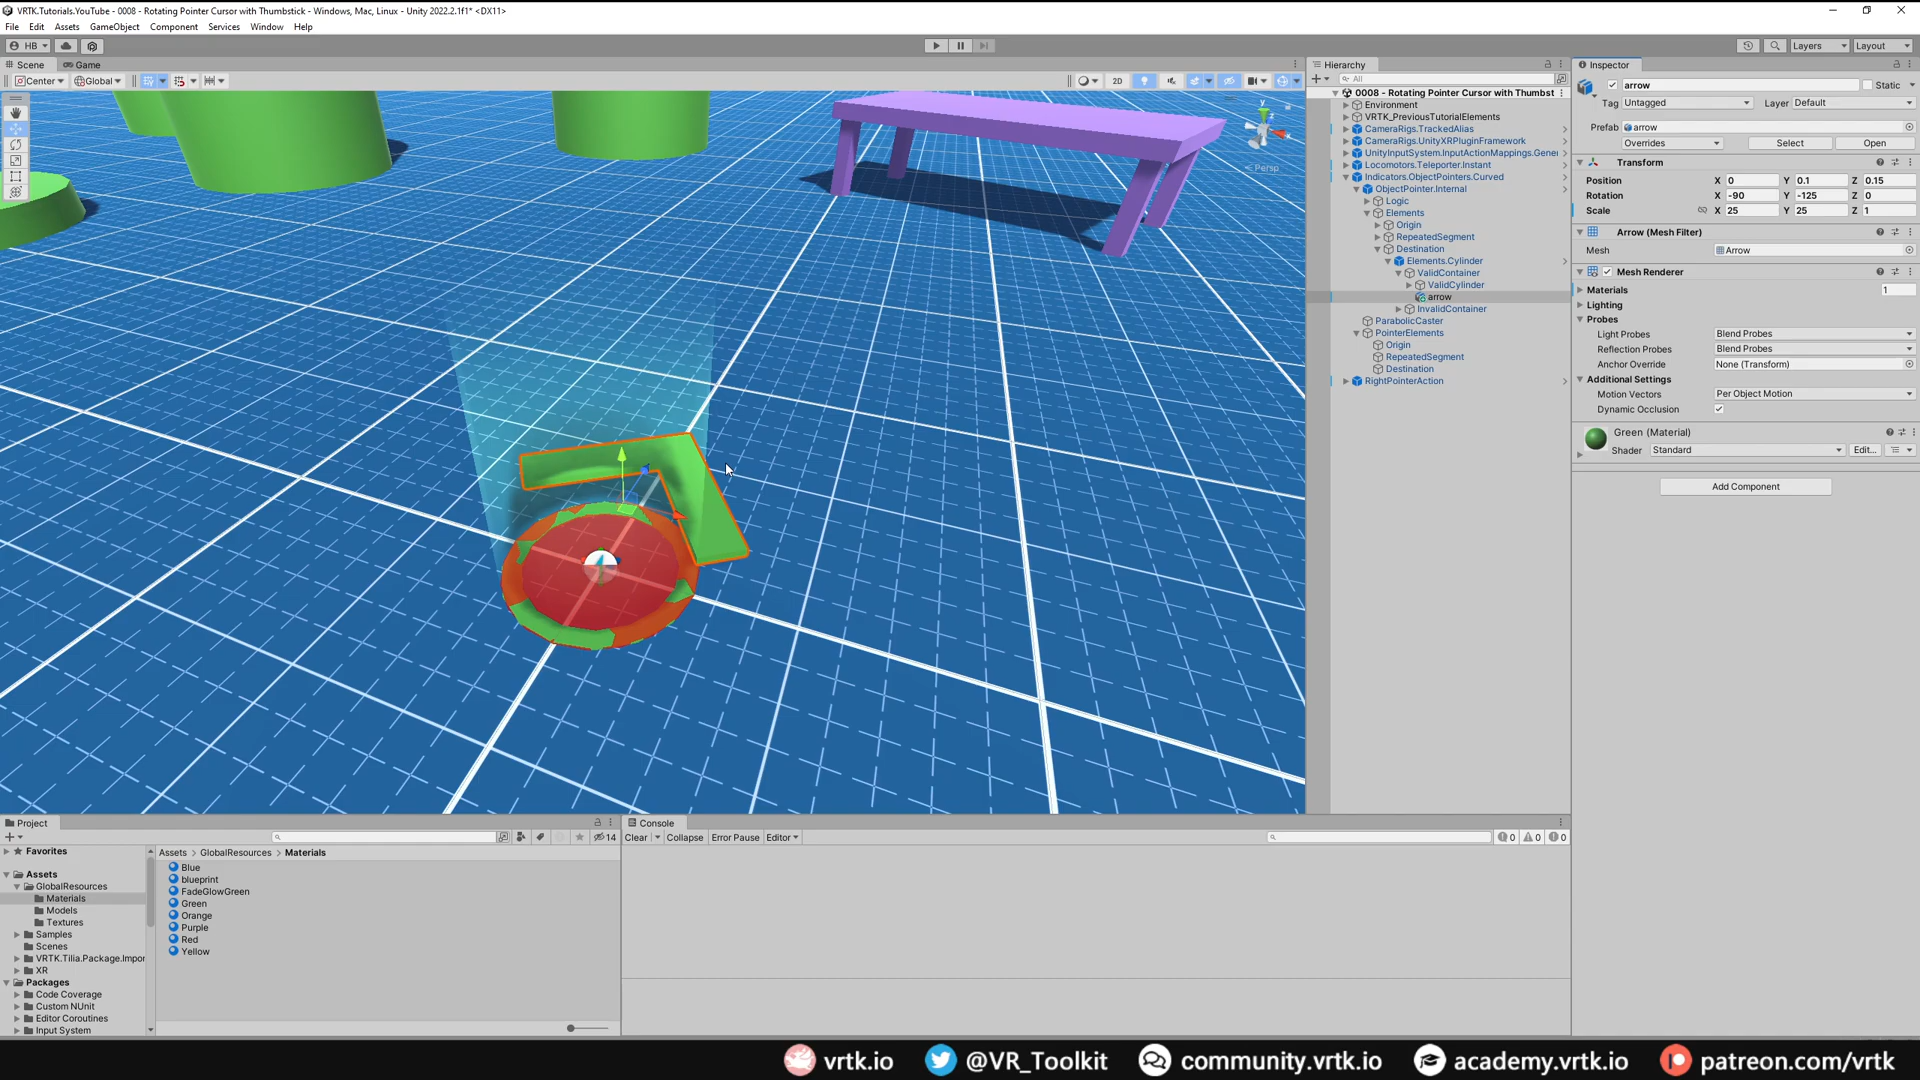 VRTK.Tutorials.YouTube - 0008 - Rotating Pointer Cursor with Thumbstick - Windows, Mac, Linux - Unity 2022.2.1f1* <DX11>
File Edit Assets GameObject Component Services Window Help
HB Layers Layout
Scene Game
Center Global 2D
y
< Persp
Hierarchy
All
0008 - Rotating Pointer Cursor with Thumbst
Environment
VRTK_PreviousTutorialElements
CameraRigs.TrackedAlias
CameraRigs.UnityXRPluginFramework
UnityInputSystem.InputActionMappings.Gene
Locomotors.Teleporter.Instant
Indicators.ObjectPointers.Curved
ObjectPointer.Internal
Logic
Elements
Origin
RepeatedSegment
Destination
Elements.Cylinder
ValidContainer
ValidCylinder
arrow
InvalidContainer
ParabolicCaster
PointerElements
Origin
RepeatedSegment
Destination
RightPointerAction
Inspector
arrow Static
Tag Untagged Layer Default
Prefab arrow
Overrides Select Open
Transform
Position X 0 Y 0.1 Z 0.15
Rotation X -90 Y -125 Z 0
Scale X 25 Y 25 Z 1
Arrow (Mesh Filter)
Mesh Arrow
Mesh Renderer
Materials 1
Lighting
Probes
Light Probes Blend Probes
Reflection Probes Blend Probes
Anchor Override None (Transform)
Additional Settings
Motion Vectors Per Object Motion
Dynamic Occlusion
Green (Material)
Shader Standard Edit...
Add Component
Project
14
Favorites
Assets
GlobalResources
Materials
Models
Textures
Samples
Scenes
VRTK.Tilia.Package.Impor
XR
Packages
Code Coverage
Custom NUnit
Editor Coroutines
Input System
Assets > GlobalResources > Materials
Blue
blueprint
FadeGlowGreen
Green
Orange
Purple
Red
Yellow
Console
Clear Collapse Error Pause Editor 0 0 0
vrtk.io @VR_Toolkit community.vrtk.io academy.vrtk.io patreon.com/vrtk